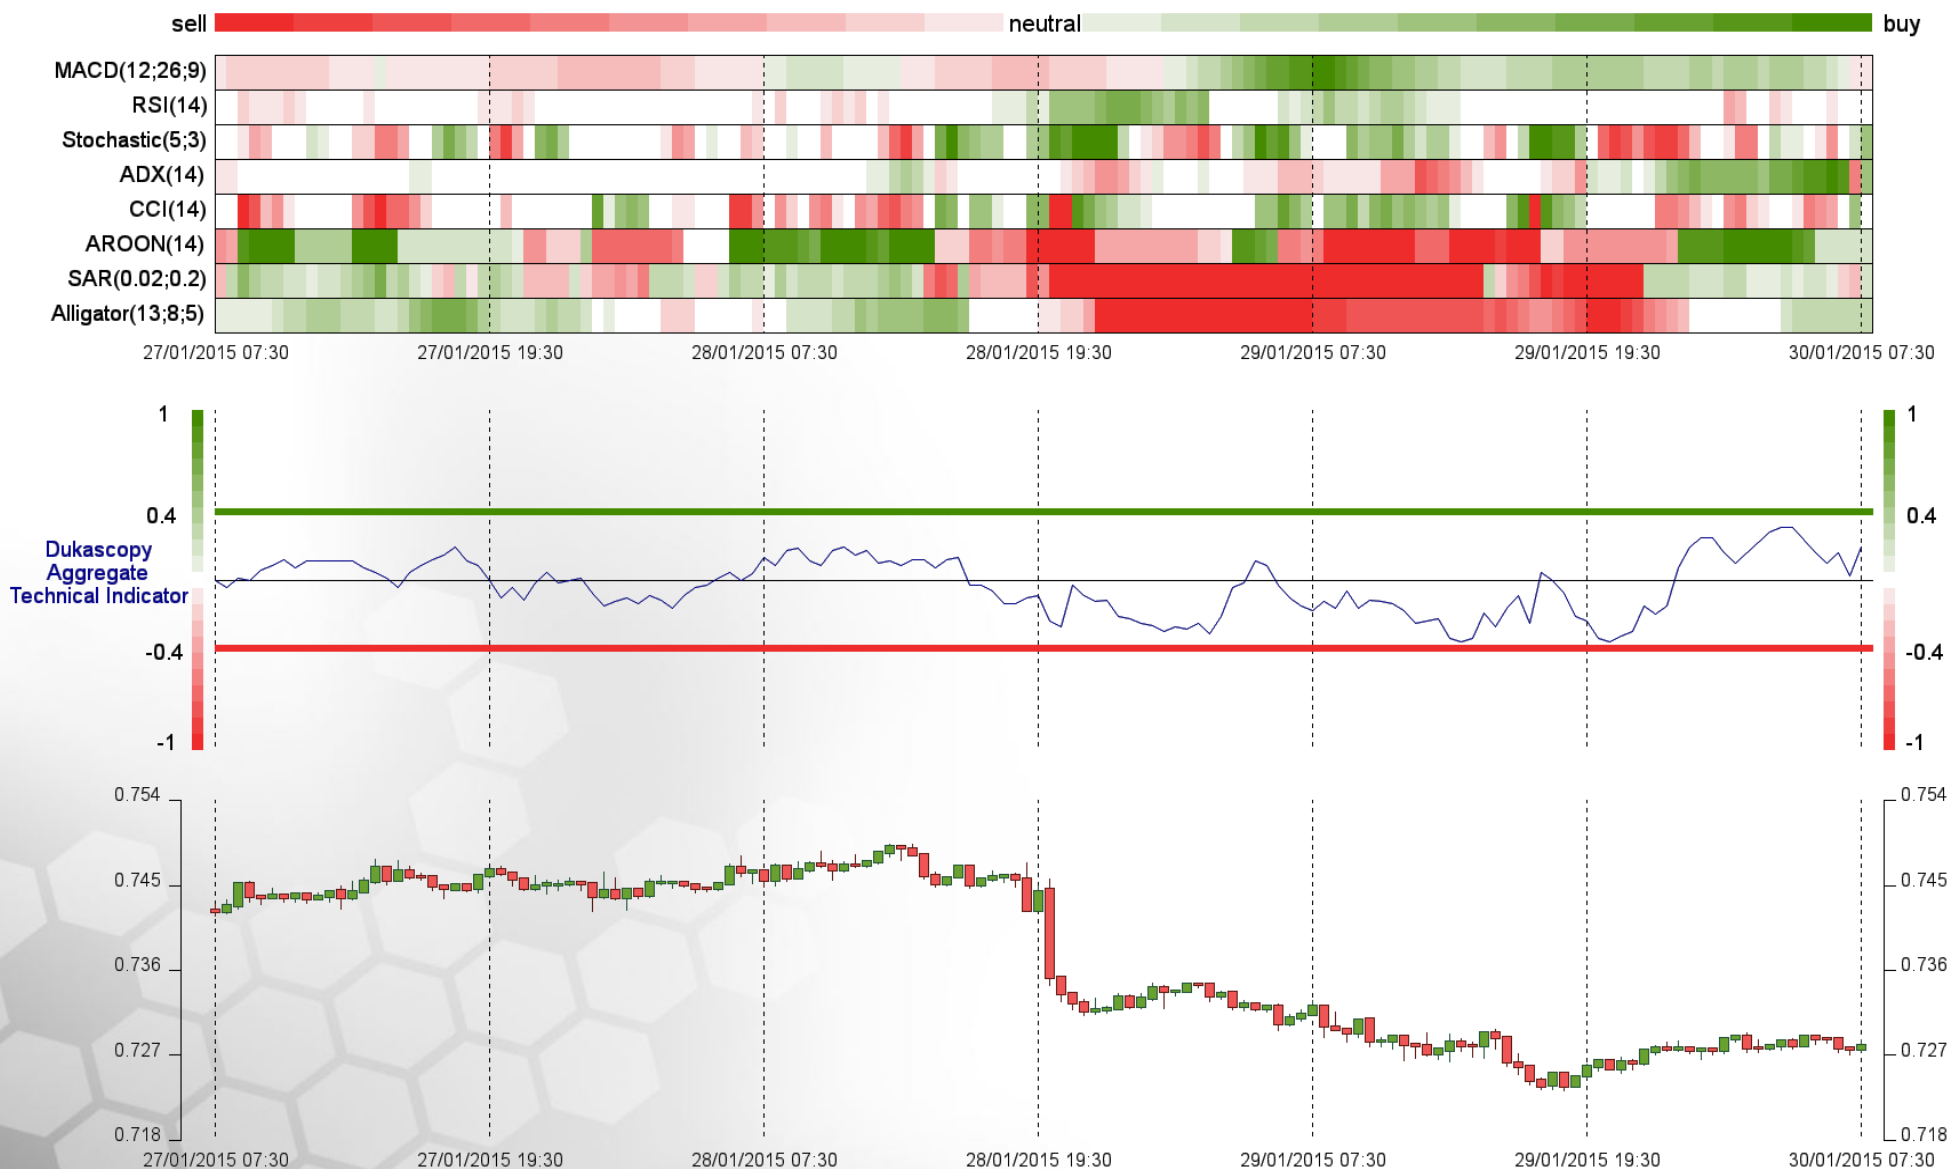 sell neutral buy
MACD(12;26;9)
RSI(14)
Stochastic(5;3)
ADX(14)
CCI(14)
AROON(14)
SAR(0.02;0.2)
Alligator(13;8;5)
27/01/2015 07:30 27/01/2015 19:30 28/01/2015 07:30 28/01/2015 19:30 29/01/2015 07:30 29/01/2015 19:30 30/01/2015 07:30
1 1
0.4 0.4
Dukascopy
Aggregate
Technical Indicator
-0.4 -0.4
-1 -1
0.754 0.754
0.745 0.745
0.736 0.736
0.727 0.727
0.718 0.718
27/01/2015 07:30 27/01/2015 19:30 28/01/2015 07:30 28/01/2015 19:30 29/01/2015 07:30 29/01/2015 19:30 30/01/2015 07:30